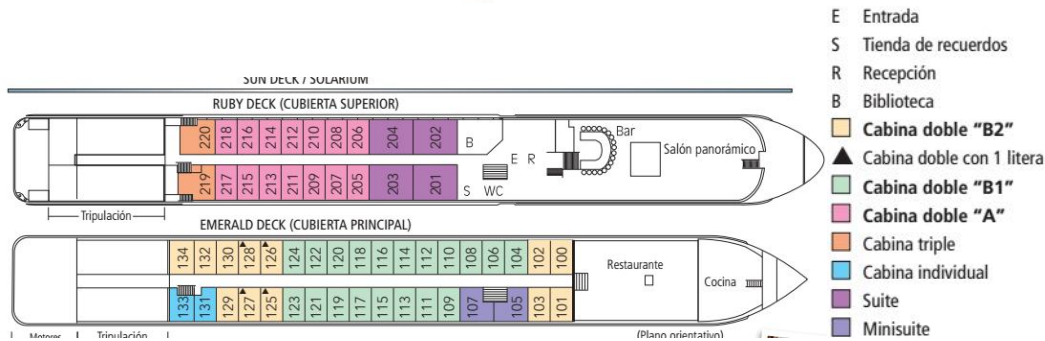 SUN DECK / SOLARIUM
RUBY DECK (CUBIERTA SUPERIOR)
220 218 216 214 212 210 208 206 204 202 B
E R
Bar
Salón panorámico
219 217 215 213 211 209 207 205 203 201 S WC
Tripulación
EMERALD DECK (CUBIERTA PRINCIPAL)
134 132 130 128 126 124 122 120 118 116 114 112 110 108 106 104 102 100
Restaurante
Cocina
133 131 129 127 125 123 121 119 117 115 113 111 109 107 105 103 101
Motores Tripulación (Plano orientativo)
E Entrada
S Tienda de recuerdos
R Recepción
B Biblioteca
Cabina doble "B2"
Cabina doble con 1 litera
Cabina doble "B1"
Cabina doble "A"
Cabina triple
Cabina individual
Suite
Minisuite